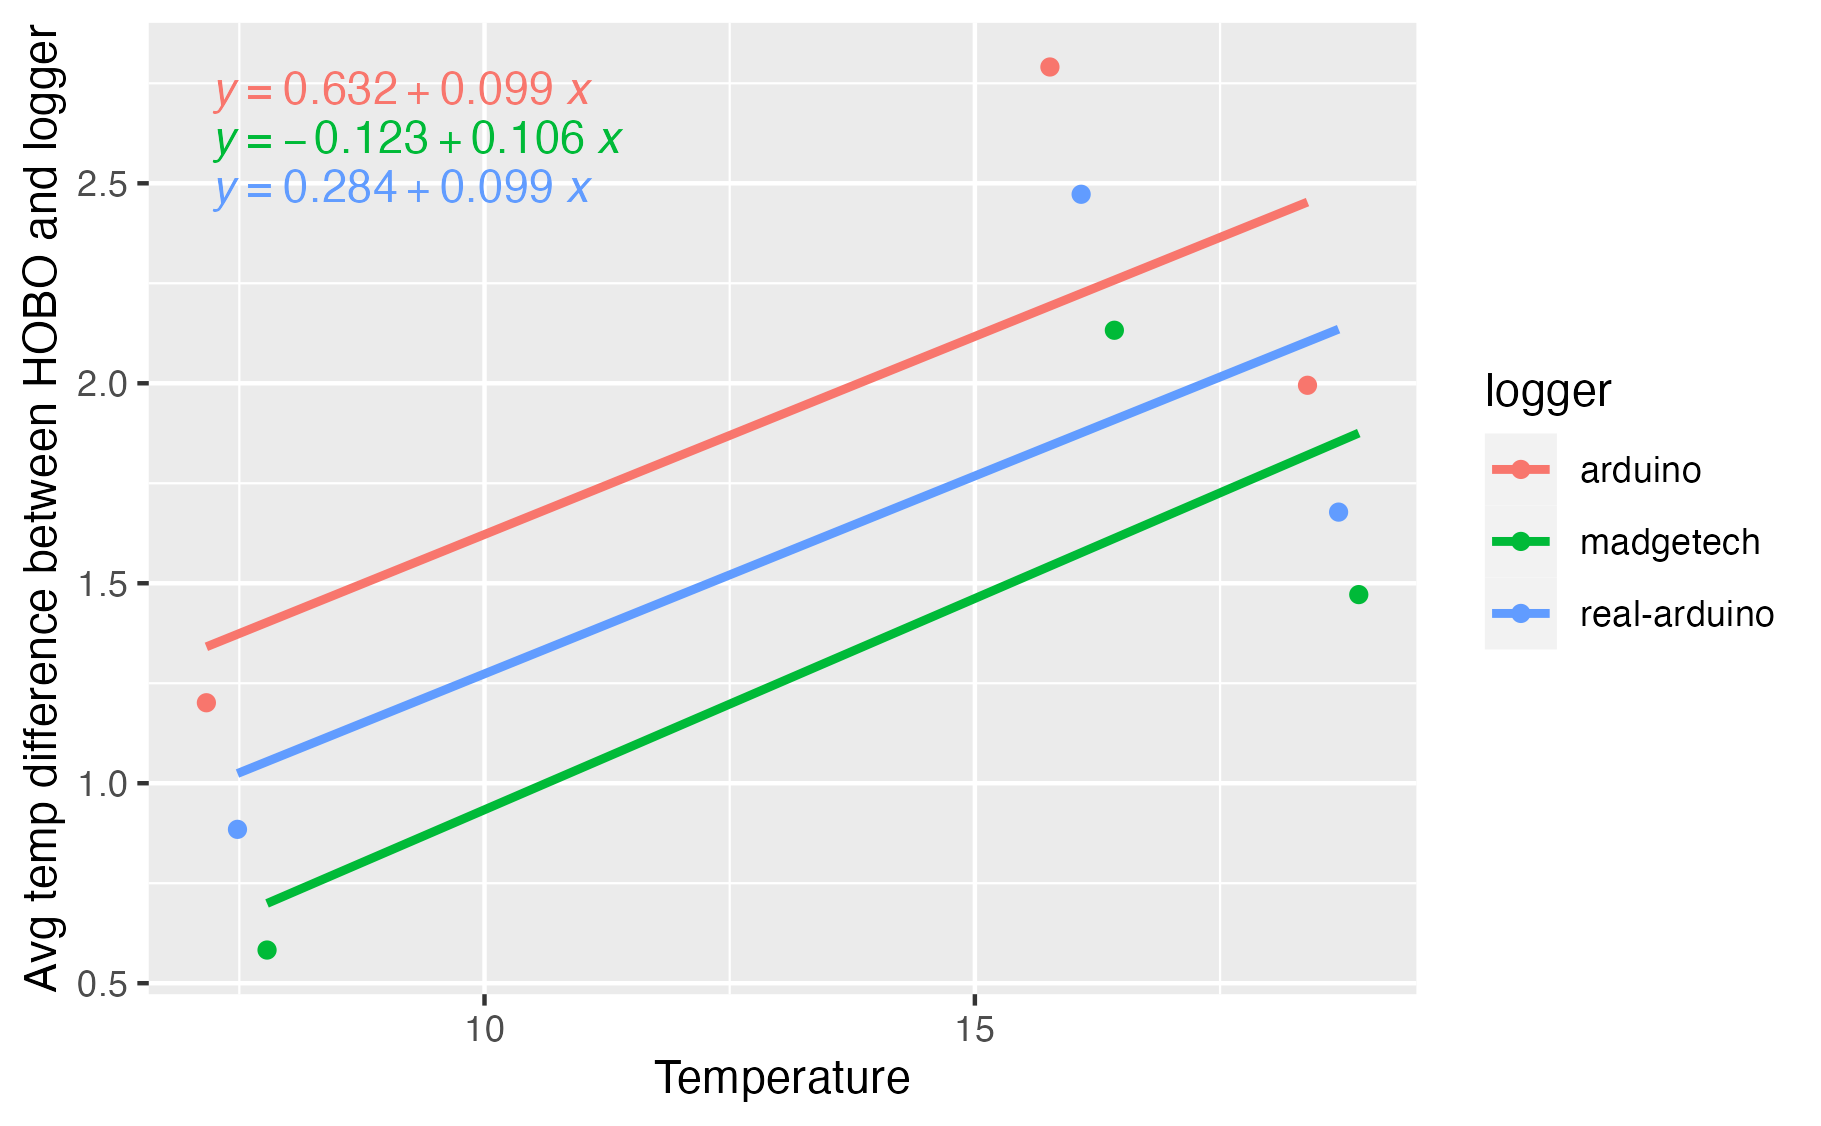 Avg temp difference between HOBO and logger
y = 0.632 + 0.099 x
y = − 0.123 + 0.106 x
y = 0.284 + 0.099 x
2.5
2.0
1.5
1.0
0.5
10
15
Temperature
logger
arduino
madgetech
real-arduino